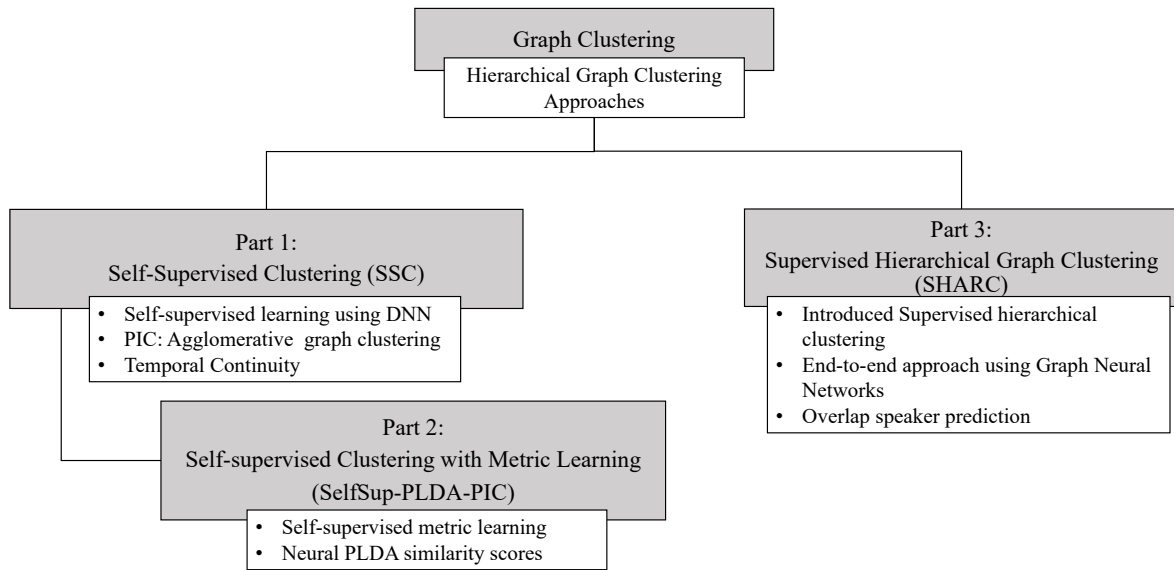 Graph Clustering
Hierarchical Graph Clustering
Approaches
Part 1:
Self-Supervised Clustering (SSC)
• Self-supervised learning using DNN
• PIC: Agglomerative graph clustering
• Temporal Continuity
Part 2:
Self-supervised Clustering with Metric Learning
(SelfSup-PLDA-PIC)
• Self-supervised metric learning
• Neural PLDA similarity scores
Part 3:
Supervised Hierarchical Graph Clustering
(SHARC)
• Introduced Supervised hierarchical
clustering
• End-to-end approach using Graph Neural
Networks
• Overlap speaker prediction